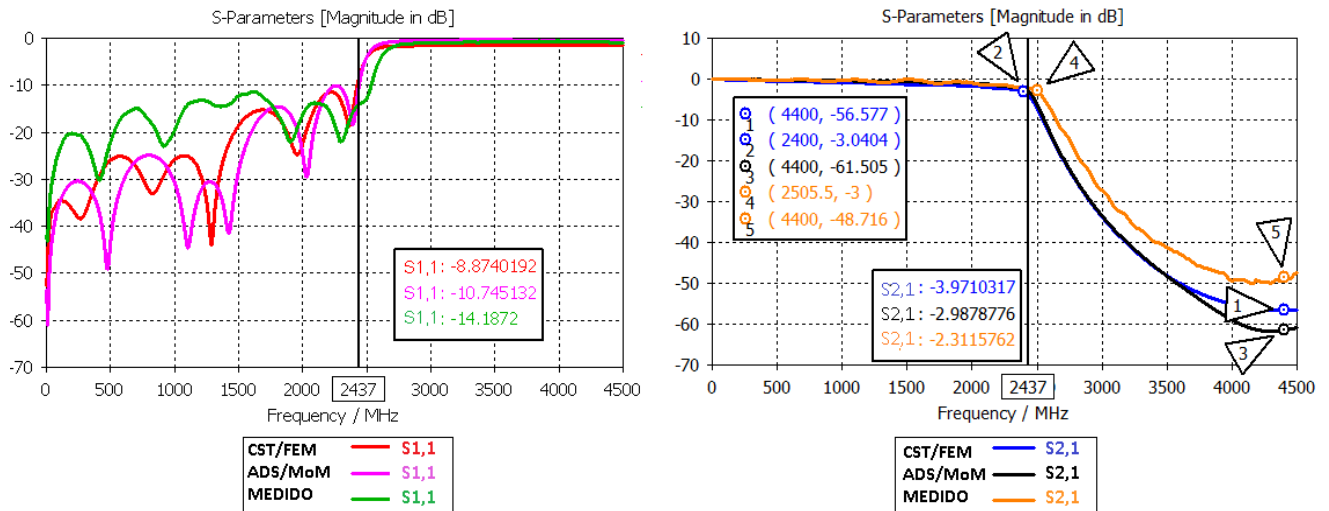 S-Parameters [Magnitude in dB]
0
-10
-20
-30
-40
-50
-60
-70
S1,1: -8.8740192
S1,1: -10.745132
S1,1: -14.1872
0 500 1000 1500 2000 2437 3000 3500 4000 4500
Frequency / MHz
CST/FEM S1,1
ADS/MoM S1,1
MEDIDO S1,1
S-Parameters [Magnitude in dB]
10
0
-10
-20
-30
-40
-50
-60
-70
2
4
1 ( 4400, -56.577 )
2 ( 2400, -3.0404 )
3 ( 4400, -61.505 )
4 ( 2505.5, -3 )
5 ( 4400, -48.716 )
5
1
3
S2,1: -3.9710317
S2,1: -2.9878776
S2,1: -2.3115762
0 500 1000 1500 2000 2437 3000 3500 4000 4500
Frequency / MHz
CST/FEM S2,1
ADS/MoM S2,1
MEDIDO S2,1